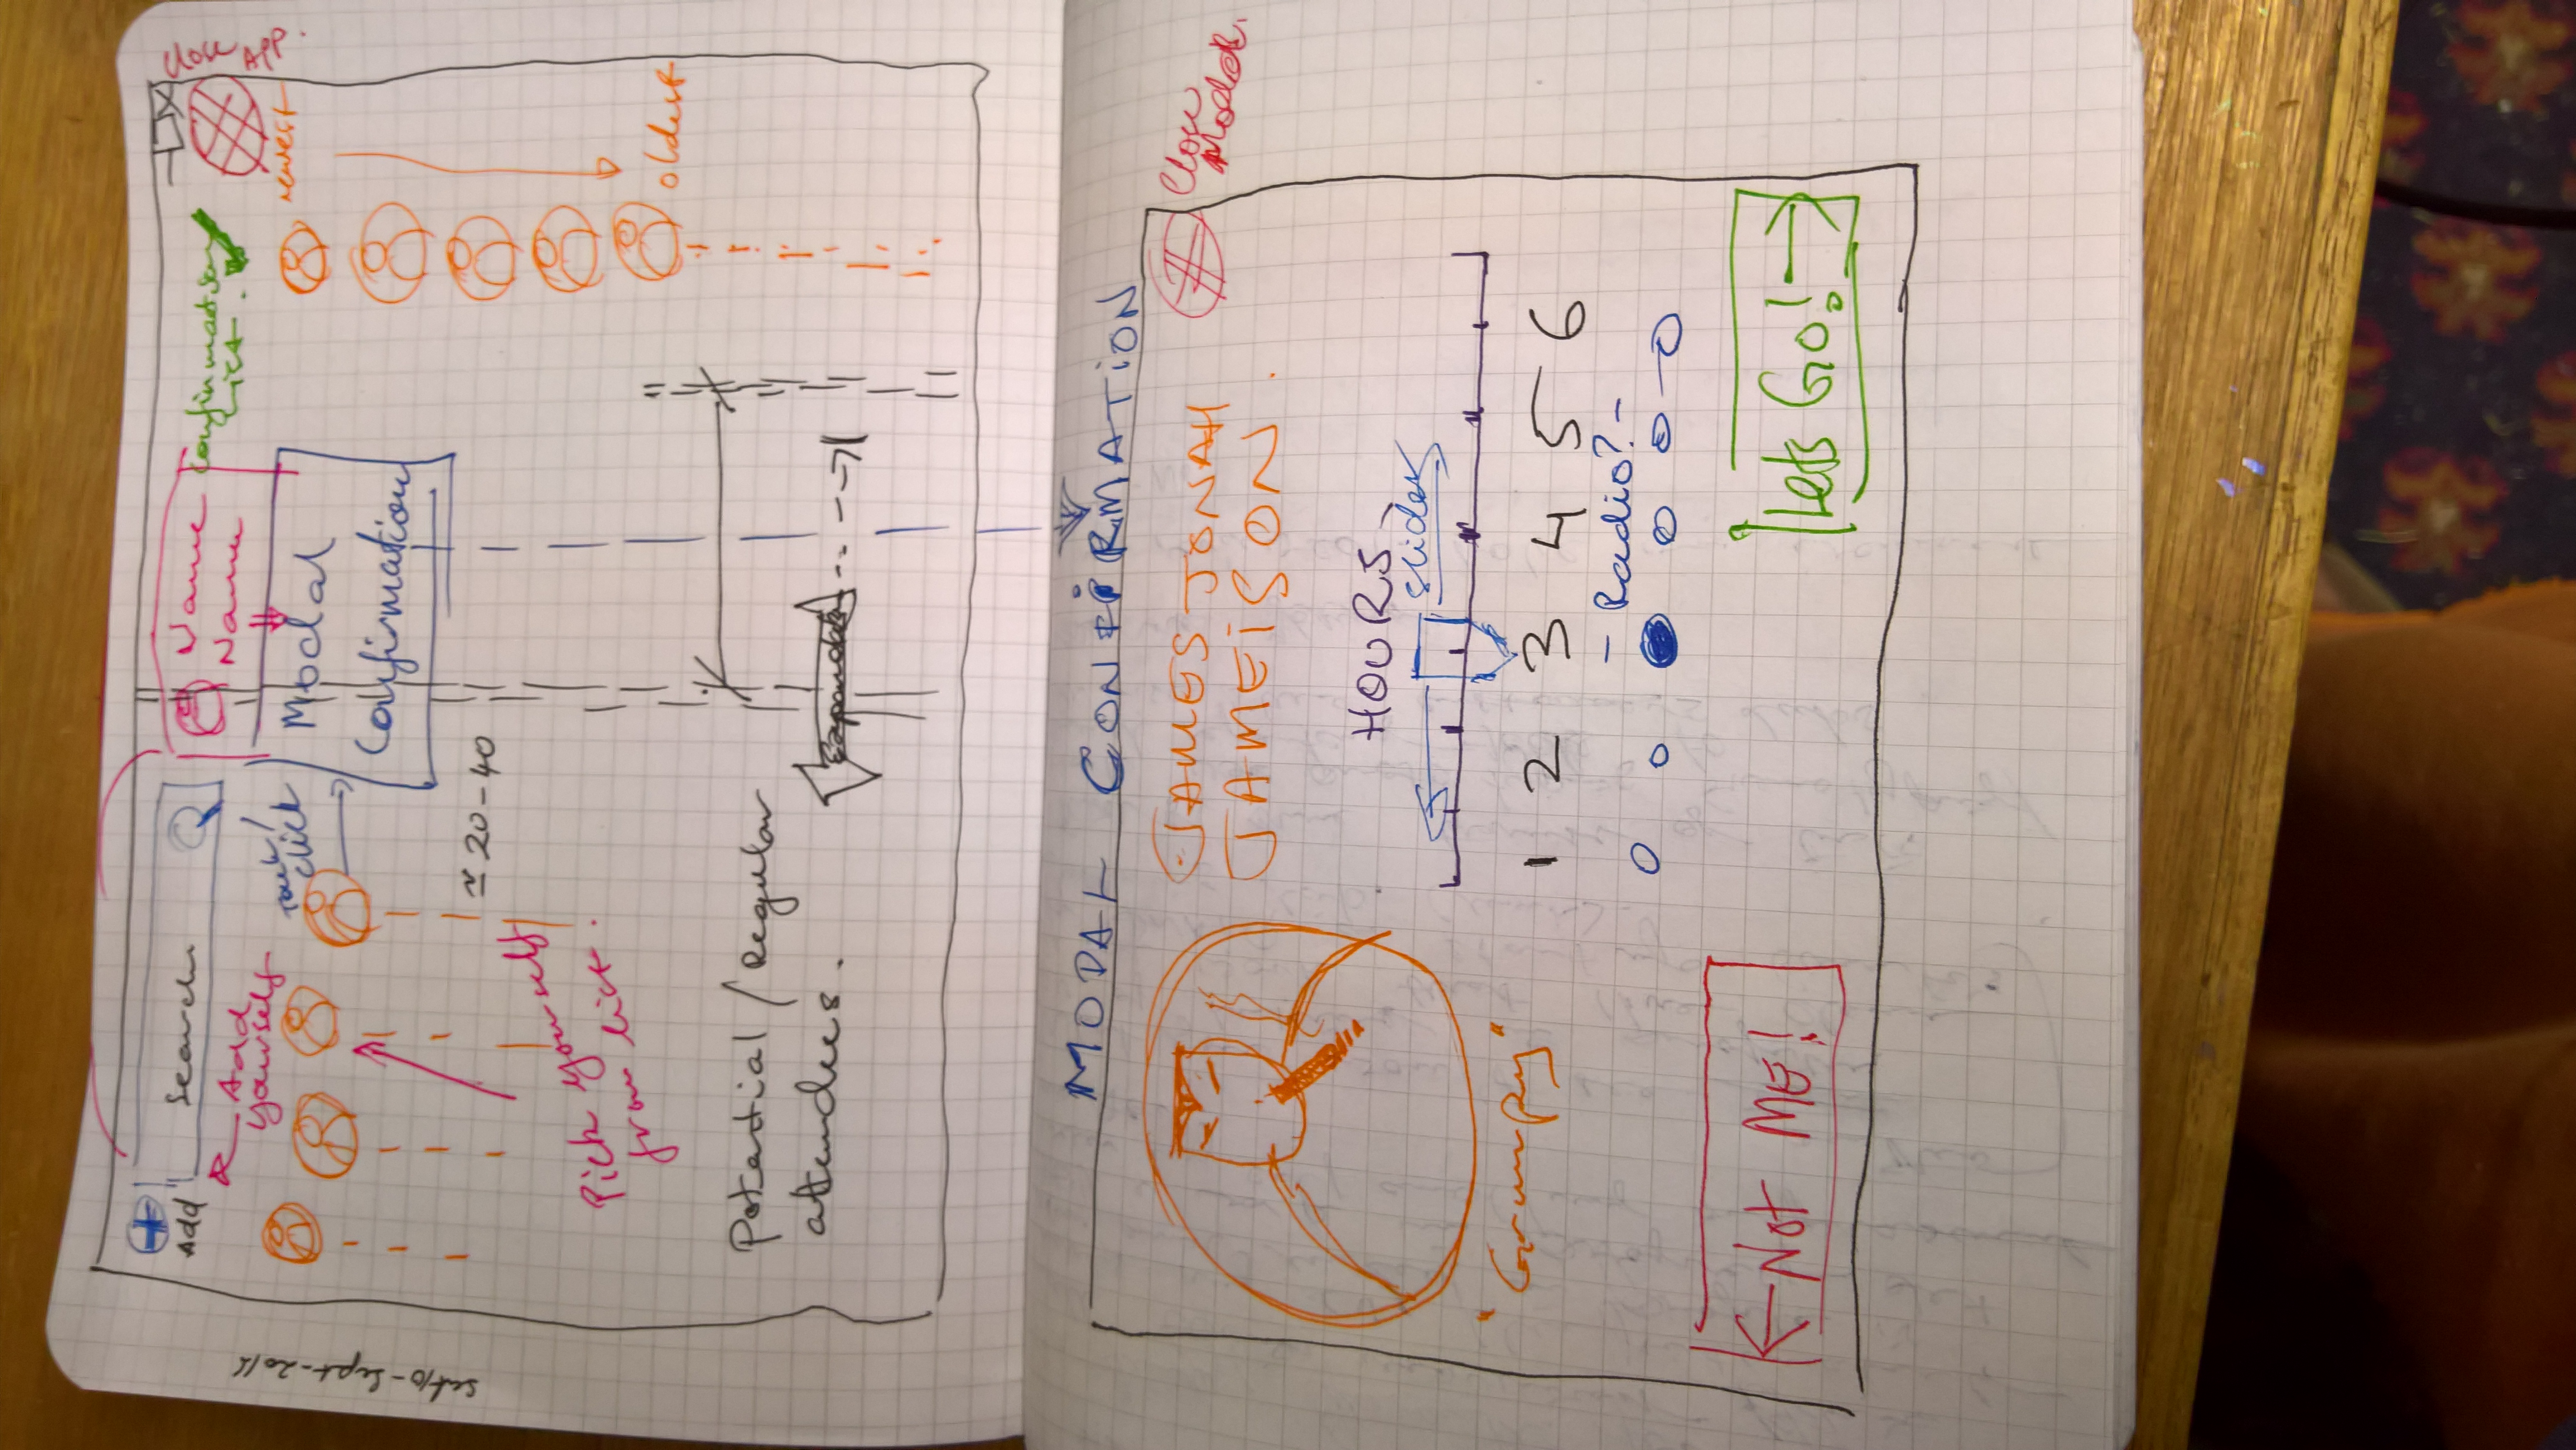 Sat/10-Sept-2016
Add
Search
Add
Yourself
Touch/
click
Name
Name
Confirmation
List.
Close
APP.
Modal
Confirmation
newest
≃ 20-40
Pick yourself
from list.
oldest
Potential / Regular
attendees.
Expandable
MODAL CONFIRMATION
JAMES JONAH
JAMEISON.
Close
Modal.
"Grumpy"
HOURS
slider
1 2 3 4 5 6
- Radio? -
← Not ME!
Lets Go! →